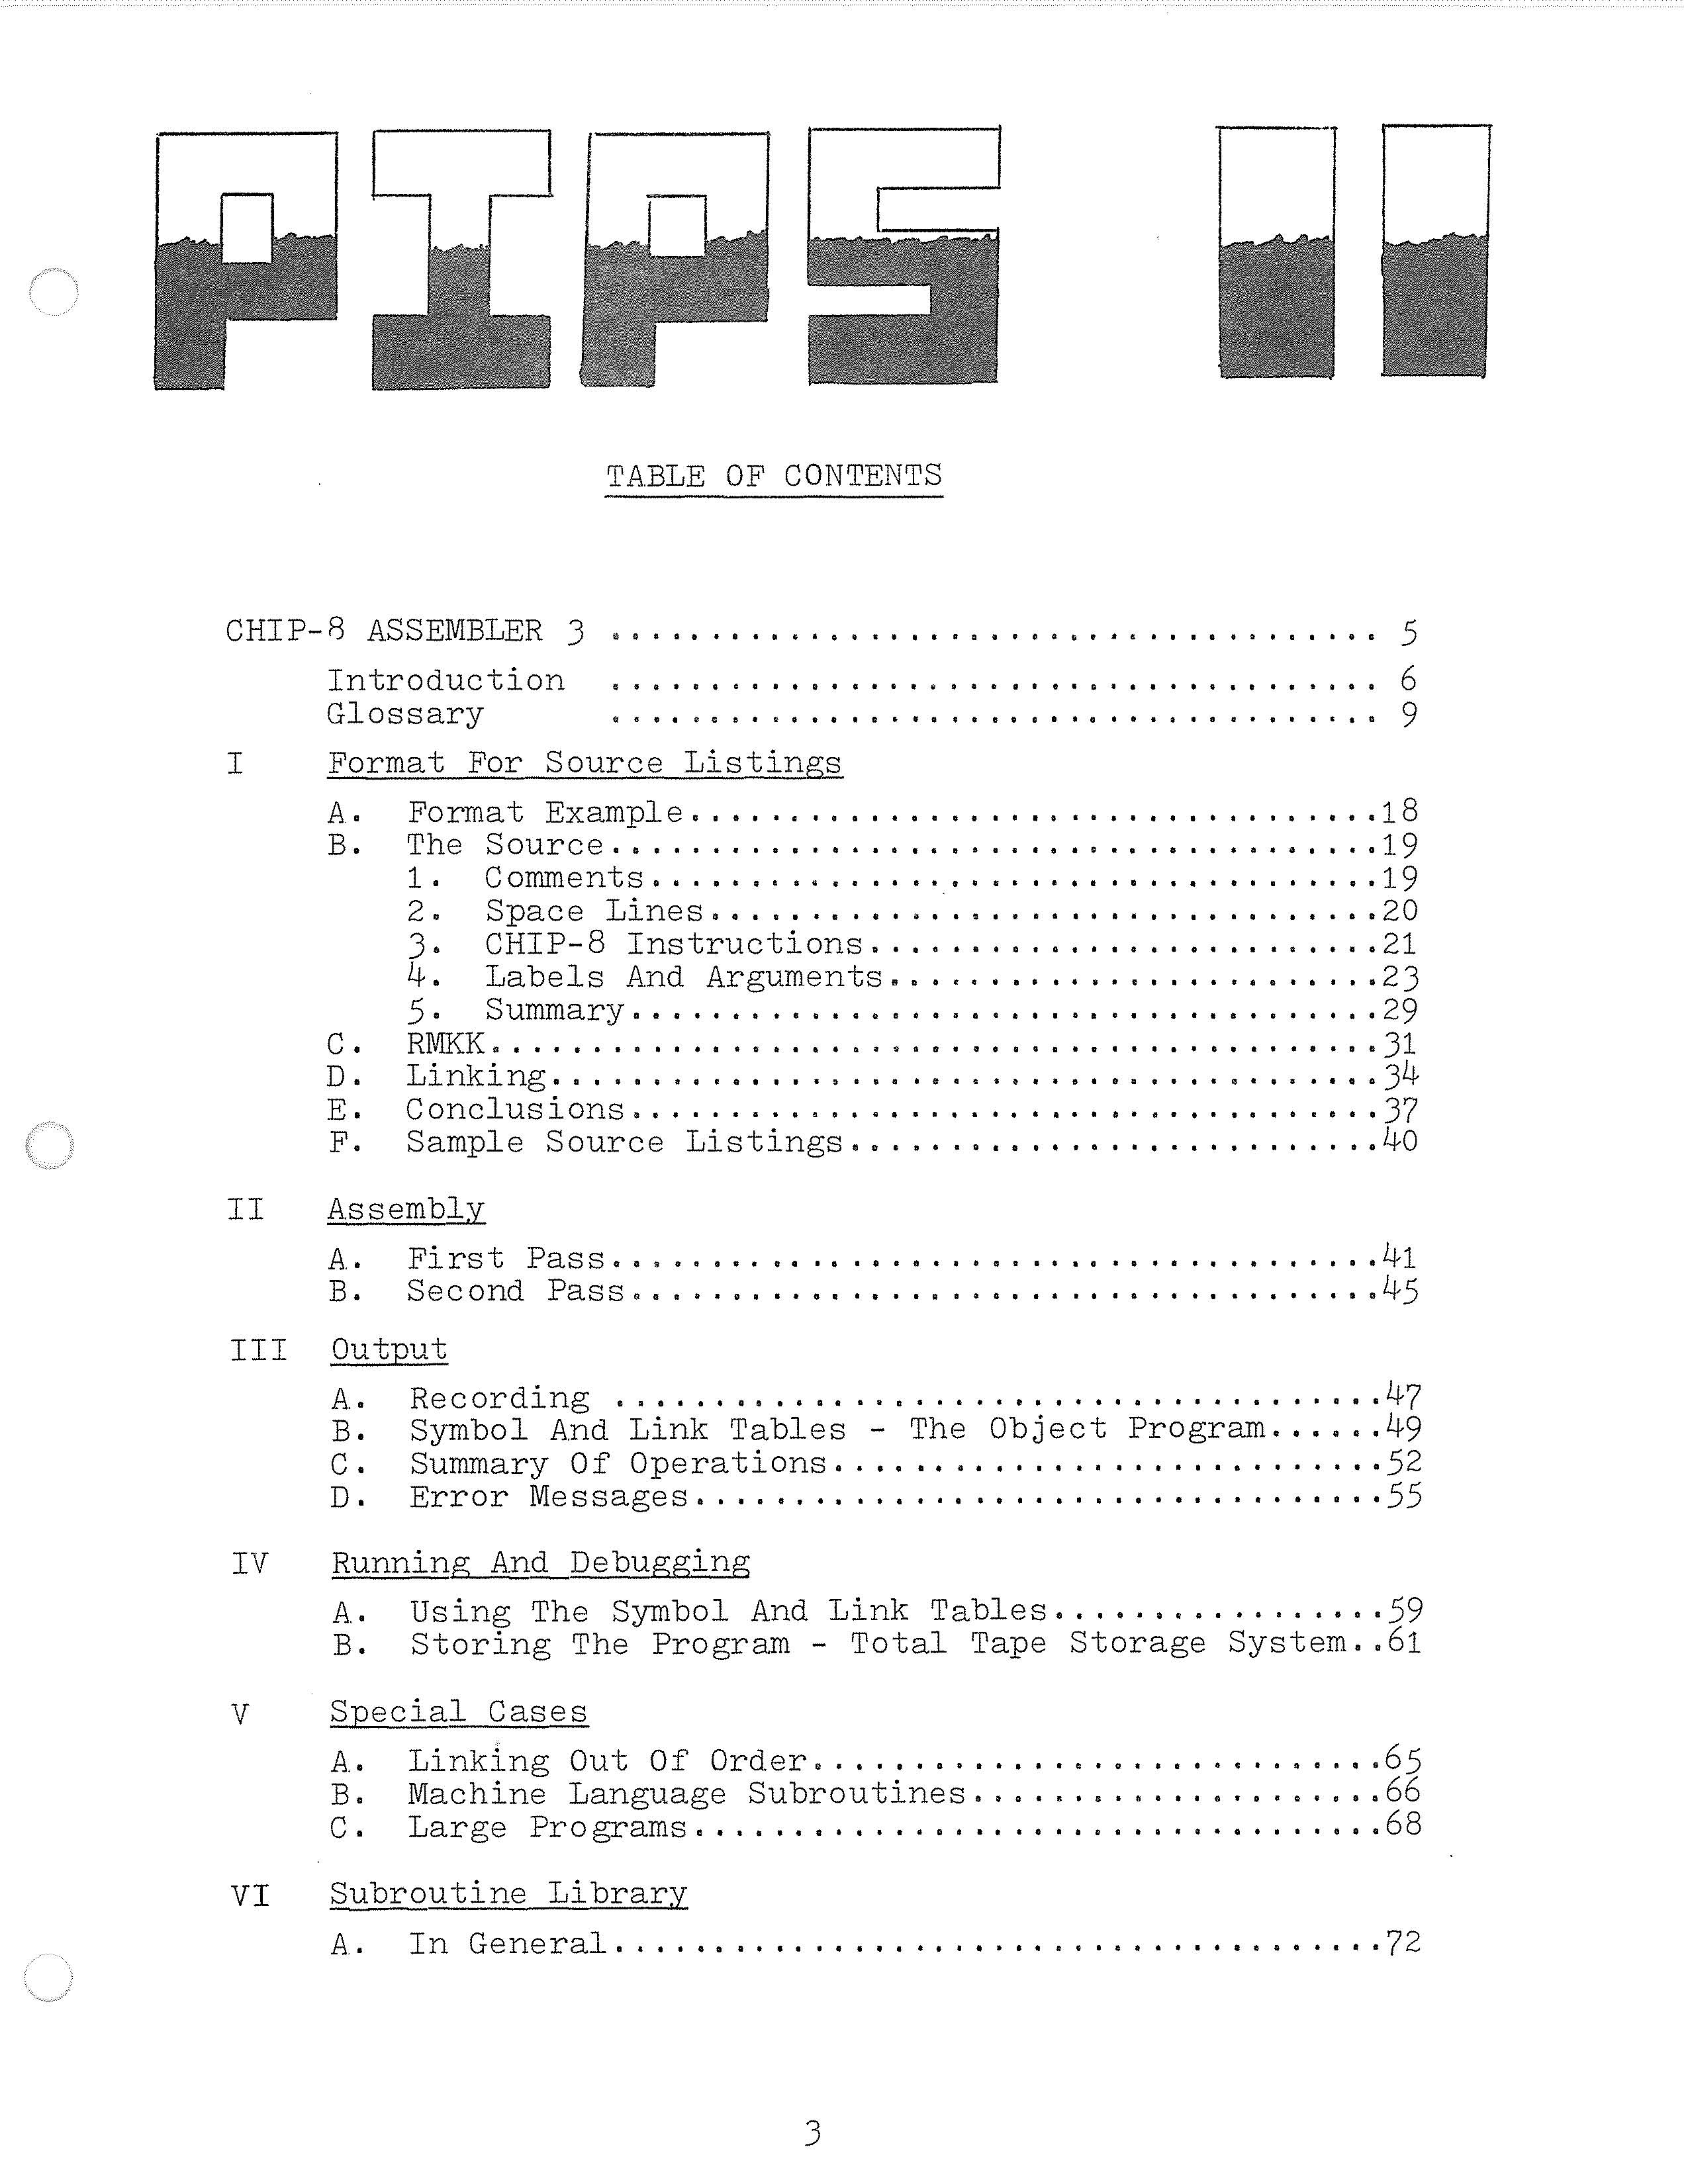 PIPS II
TABLE OF CONTENTS
CHIP-8 ASSEMBLER 3 ....................................... 5
Introduction ....................................... 6
Glossary ....................................... 9
I Format For Source Listings
A. Format Example...................................18
B. The Source.......................................19
1. Comments.....................................19
2. Space Lines..................................20
3. CHIP-8 Instructions..........................21
4. Labels And Arguments.........................23
5. Summary......................................29
C. RMKK.............................................31
D. Linking..........................................34
E. Conclusions......................................37
F. Sample Source Listings...........................40
II Assembly
A. First Pass.......................................41
B. Second Pass......................................45
III Output
A. Recording .......................................47
B. Symbol And Link Tables - The Object Program......49
C. Summary Of Operations............................52
D. Error Messages...................................55
IV Running And Debugging
A. Using The Symbol And Link Tables.................59
B. Storing The Program - Total Tape Storage System..61
V Special Cases
A. Linking Out Of Order.............................65
B. Machine Language Subroutines.....................66
C. Large Programs...................................68
VI Subroutine Library
A. In General.......................................72
3